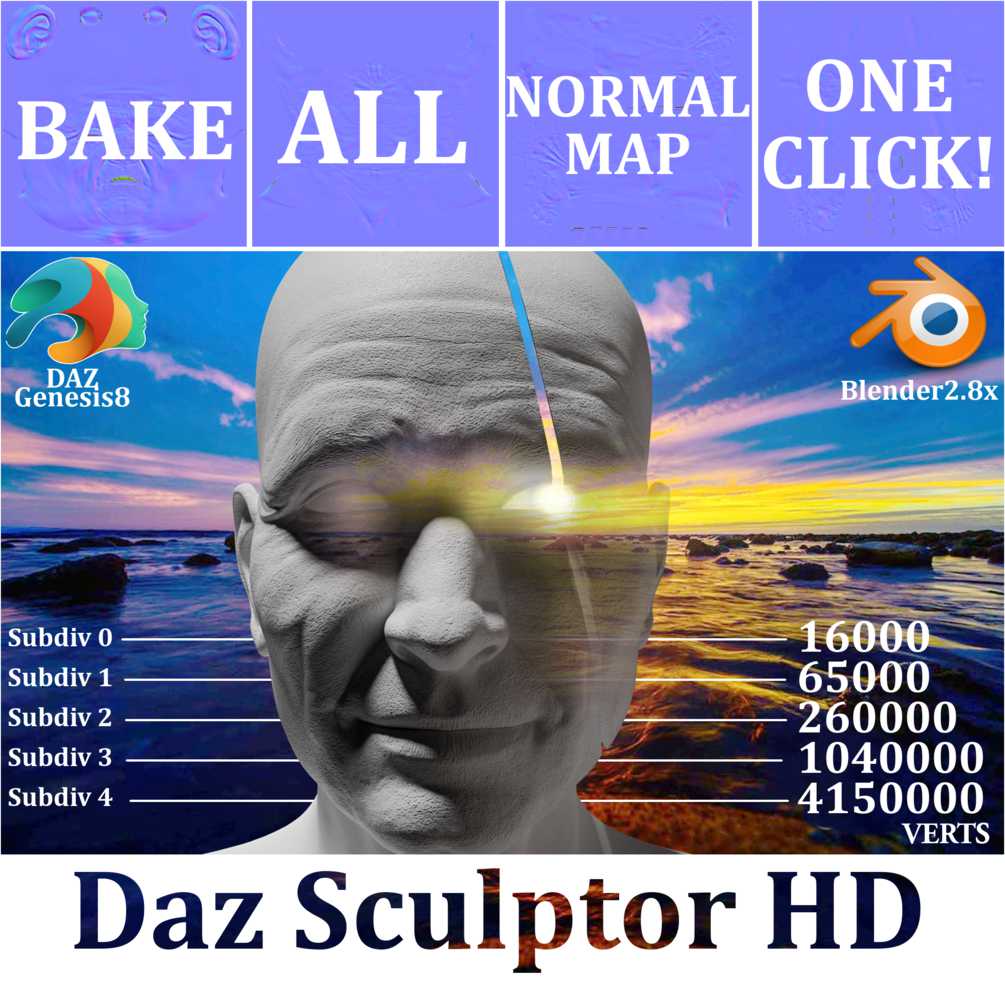 BAKE
ALL
NORMAL
MAP
ONE
CLICK!
DAZ
Genesis8
Blender2.8x
Subdiv 0 16000
Subdiv 1 65000
Subdiv 2 260000
Subdiv 3 1040000
Subdiv 4 4150000
VERTS
Daz Sculptor HD